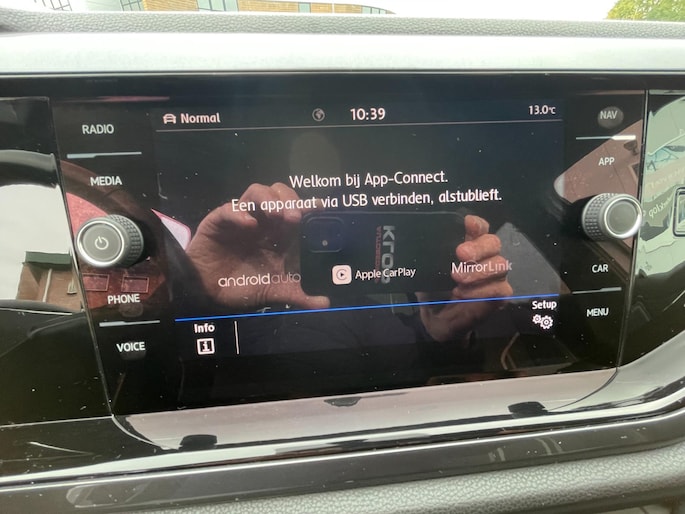 Normal
10:39
13.0°C
RADIO
MEDIA
PHONE
VOICE
NAV
APP
CAR
MENU
Welkom bij App-Connect.
Een apparaat via USB verbinden, alstublieft.
androidauto
Apple CarPlay
MirrorLink
Info
Setup